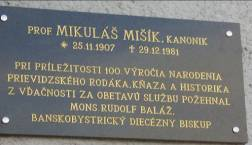 PROF MIKULÁŠ MIŠÍK, KANONIK
✶ 25.11.1907 ✝ 29.12.1981
PRI PRÍLEŽITOSTI 100. VÝROČIA NARODENIA
PRIEVIDZSKÉHO RODÁKA, KŇAZA A HISTORIKA
Z VĎAČNOSTI ZA OBETAVÚ SLUŽBU POŽEHNAL
MONS. RUDOLF BALÁŽ,
BANSKOBYSTRICKÝ DIECÉZNY BISKUP